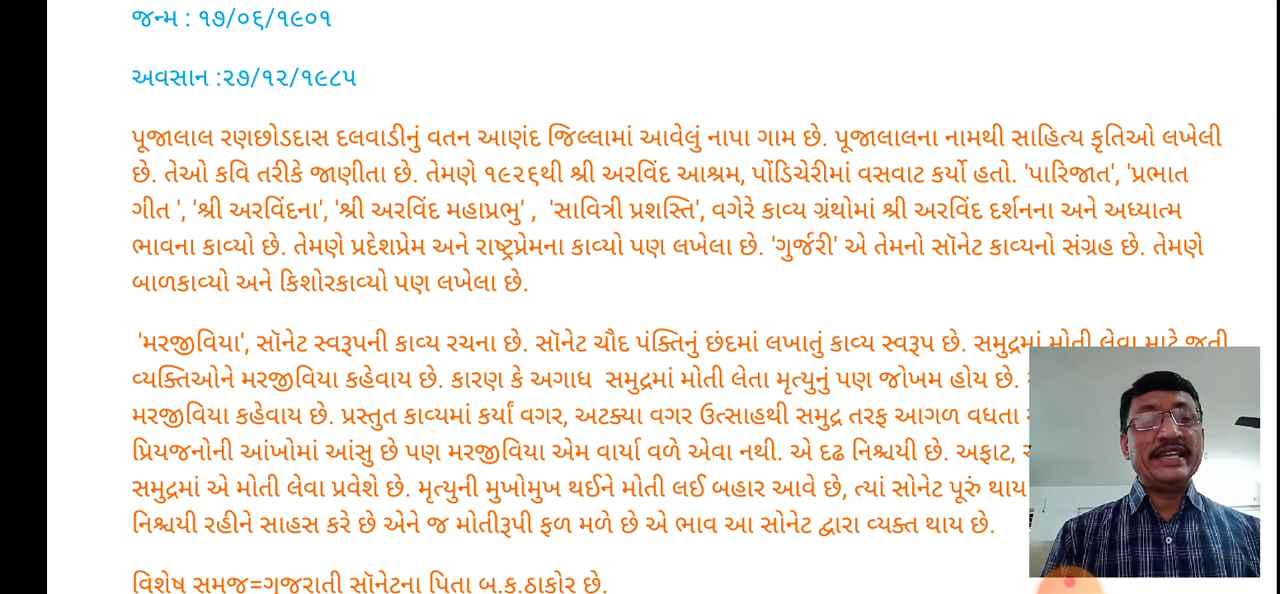 જન્મ : ૧૭/૦૬/૧૯૦૧
અવસાન :૨૭/૧૨/૧૯૮૫
પૂજાલાલ રણછોડદાસ દલવાડીનું વતન આણંદ જિલ્લામાં આવેલું નાપા ગામ છે. પૂજાલાલના નામથી સાહિત્ય કૃતિઓ લખેલી
છે. તેઓ કવિ તરીકે જાણીતા છે. તેમણે ૧૯૨૬થી શ્રી અરવિંદ આશ્રમ, પોંડિચેરીમાં વસવાટ કર્યો હતો. 'પારિજાત', 'પ્રભાત
ગીત ', 'શ્રી અરવિંદના', 'શ્રી અરવિંદ મહાપ્રભુ' , 'સાવિત્રી પ્રશસ્તિ', વગેરે કાવ્ય ગ્રંથોમાં શ્રી અરવિંદ દર્શનના અને અધ્યાત્મ
ભાવના કાવ્યો છે. તેમણે પ્રદેશપ્રેમ અને રાષ્ટ્રપ્રેમના કાવ્યો પણ લખેલા છે. 'ગુર્જરી' એ તેમનો સૉનેટ કાવ્યનો સંગ્રહ છે. તેમણે
બાળકાવ્યો અને કિશોરકાવ્યો પણ લખેલા છે.
'મરજીવિયા', સૉનેટ સ્વરૂપની કાવ્ય રચના છે. સૉનેટ ચૌદ પંક્તિનું છંદમાં લખાતું કાવ્ય સ્વરૂપ છે. સમુદ્રમાં મોતી લેવા માટે જતી
વ્યક્તિઓને મરજીવિયા કહેવાય છે. કારણ કે અગાધ સમુદ્રમાં મોતી લેતા મૃત્યુનું પણ જોખમ હોય છે.
મરજીવિયા કહેવાય છે. પ્રસ્તુત કાવ્યમાં કર્યાં વગર, અટક્યા વગર ઉત્સાહથી સમુદ્ર તરફ આગળ વધતા
પ્રિયજનોની આંખોમાં આંસુ છે પણ મરજીવિયા એમ વાર્યા વળે એવા નથી. એ દઢ નિશ્ચયી છે. અફાટ,
સમુદ્રમાં એ મોતી લેવા પ્રવેશે છે. મૃત્યુની મુખોમુખ થઈને મોતી લઈ બહાર આવે છે, ત્યાં સોનેટ પૂરું થાય
નિશ્ચયી રહીને સાહસ કરે છે એને જ મોતીરૂપી ફળ મળે છે એ ભાવ આ સોનેટ દ્વારા વ્યક્ત થાય છે.
વિશેષ સમજ=ગુજરાતી સૉનેટના પિતા બ.ક.ઠાકોર છે.